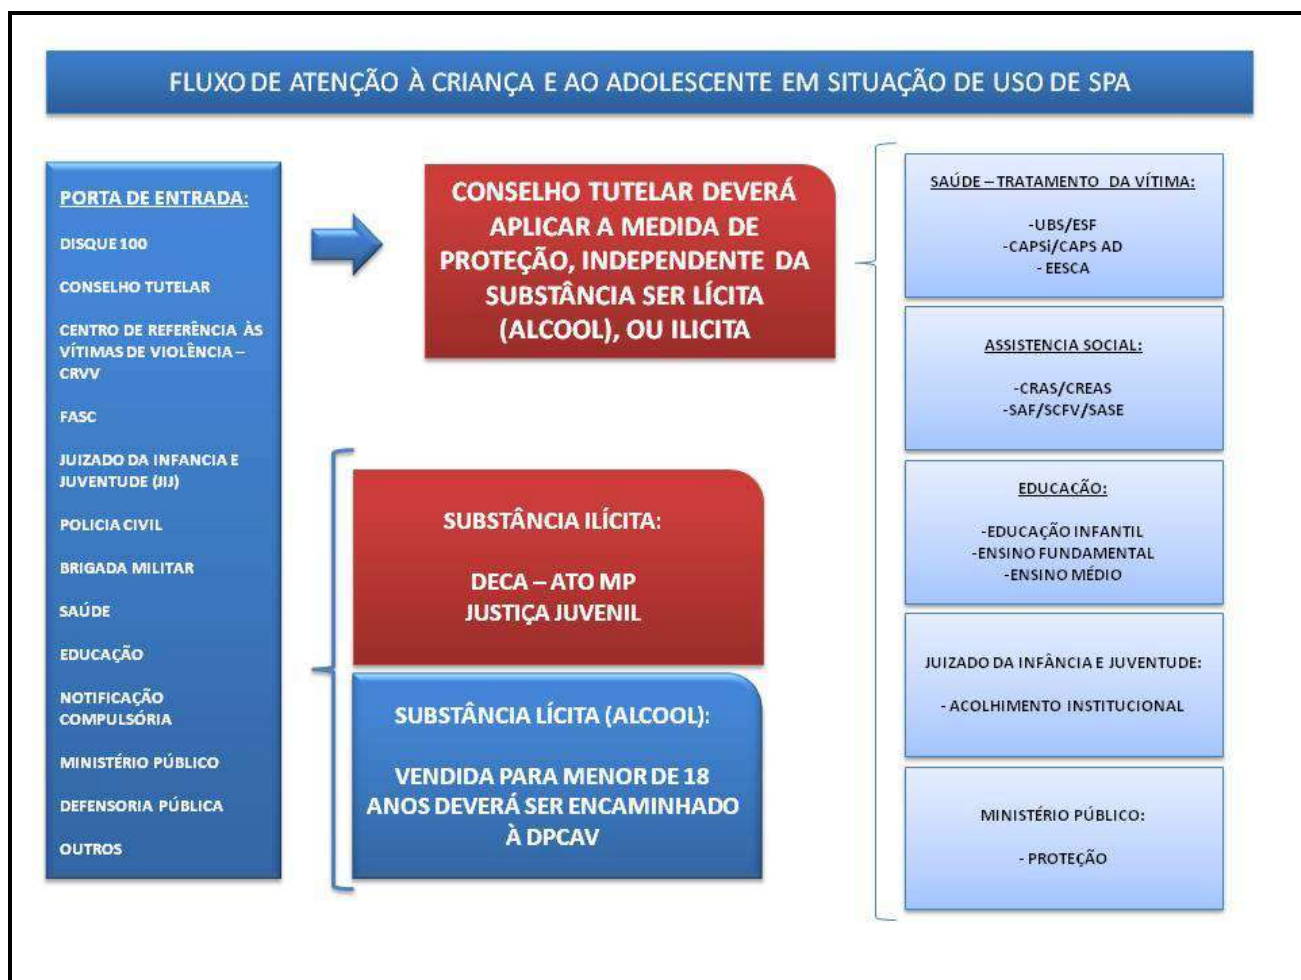 FLUXO DE ATENÇÃO À CRIANÇA E AO ADOLESCENTE EM SITUAÇÃO DE USO DE SPA
PORTA DE ENTRADA:
DISQUE 100
CONSELHO TUTELAR
CENTRO DE REFERÊNCIA ÀS
VÍTIMAS DE VIOLÊNCIA –
CRVV
FASC
JUIZADO DA INFANCIA E
JUVENTUDE (JIJ)
POLICIA CIVIL
BRIGADA MILITAR
SAÚDE
EDUCAÇÃO
NOTIFICAÇÃO
COMPULSÓRIA
MINISTÉRIO PÚBLICO
DEFENSORIA PÚBLICA
OUTROS
CONSELHO TUTELAR DEVERÁ
APLICAR A MEDIDA DE
PROTEÇÃO, INDEPENDENTE DA
SUBSTÂNCIA SER LÍCITA
(ALCOOL), OU ILICITA
SUBSTÂNCIA ILÍCITA:
DECA – ATO MP
JUSTIÇA JUVENIL
SUBSTÂNCIA LÍCITA (ALCOOL):
VENDIDA PARA MENOR DE 18
ANOS DEVERÁ SER ENCAMINHADO
À DPCAV
SAÚDE – TRATAMENTO DA VÍTIMA:
-UBS/ESF
-CAPSi/CAPS AD
- EESCA
ASSISTENCIA SOCIAL:
-CRAS/CREAS
-SAF/SCFV/SASE
EDUCAÇÃO:
-EDUCAÇÃO INFANTIL
-ENSINO FUNDAMENTAL
-ENSINO MÉDIO
JUIZADO DA INFÂNCIA E JUVENTUDE:
- ACOLHIMENTO INSTITUCIONAL
MINISTÉRIO PÚBLICO:
- PROTEÇÃO